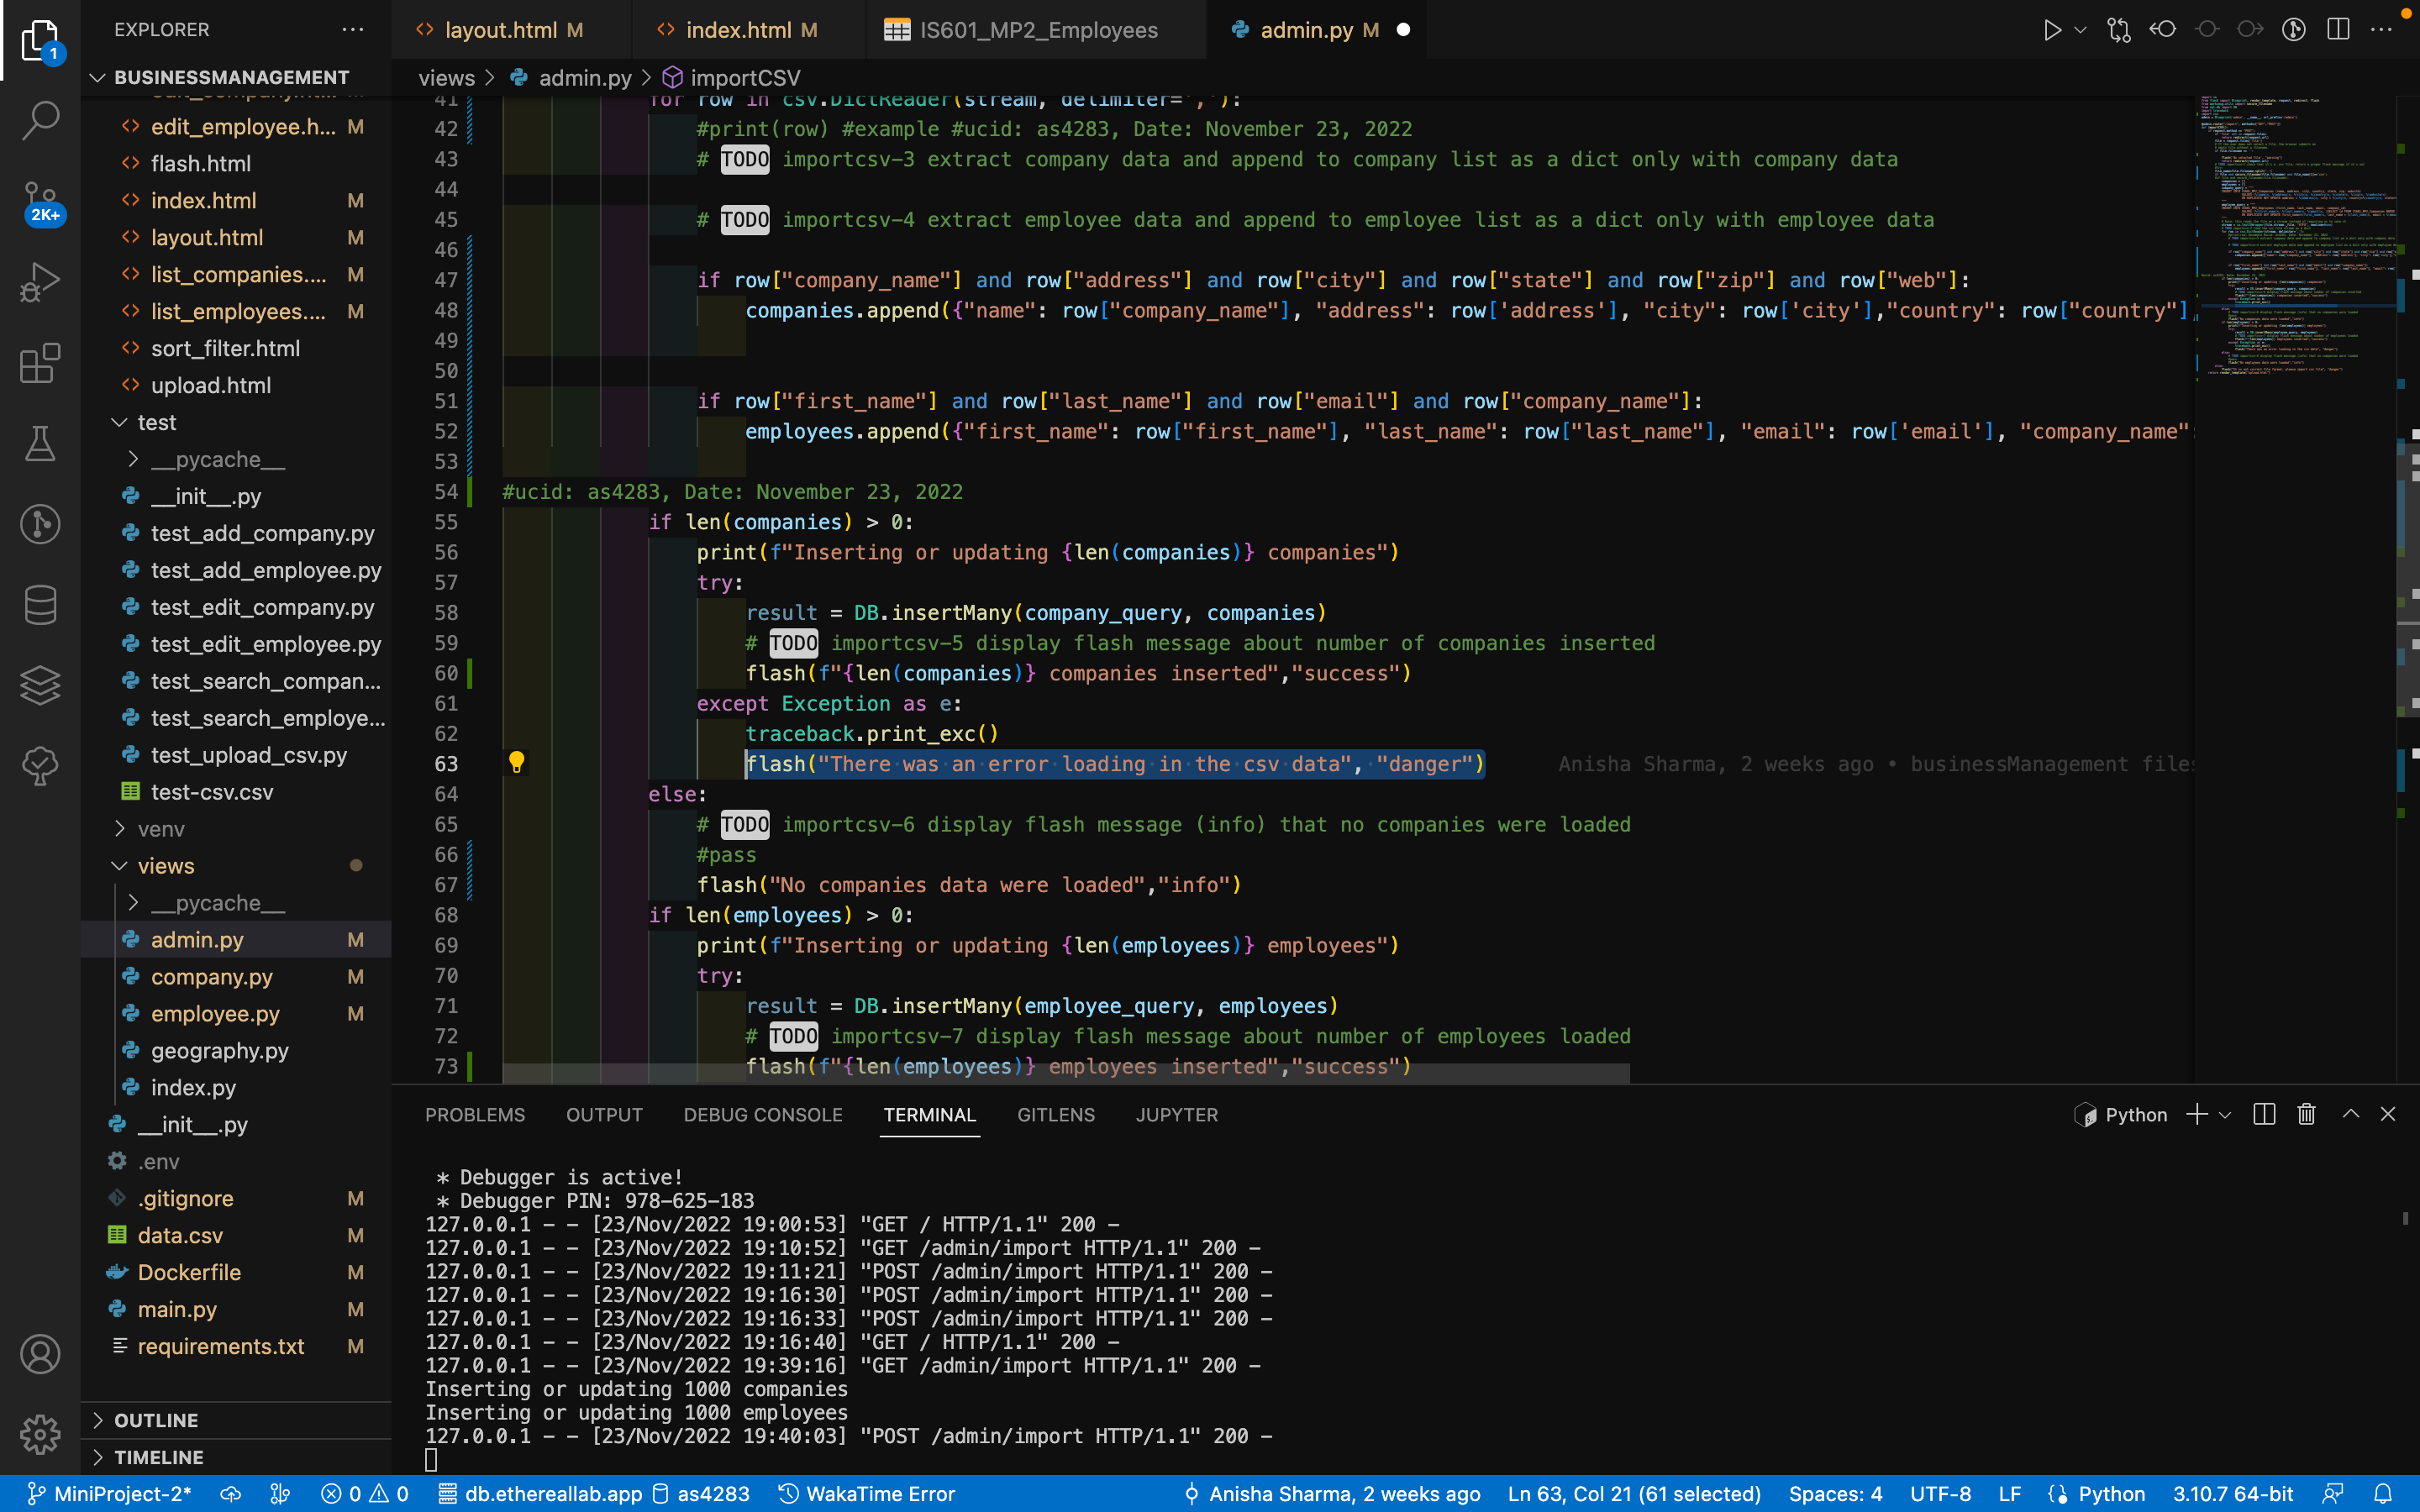 EXPLORER
1
BUSINESSMANAGEMENT
edit_employee.h... M
flash.html
index.html M
layout.html M
list_companies.... M
list_employees.... M
sort_filter.html
upload.html
test
__pycache__
__init__.py
test_add_company.py
test_add_employee.py
test_edit_company.py
test_edit_employee.py
test_search_compan...
test_search_employe...
test_upload_csv.py
test-csv.csv
venv
views
__pycache__
admin.py M
company.py M
employee.py M
geography.py
index.py
__init__.py
.env
.gitignore M
data.csv M
Dockerfile M
main.py M
requirements.txt M
OUTLINE
TIMELINE
2K+
layout.html M
index.html M
IS601_MP2_Employees
admin.py M
views > admin.py > importCSV
41 for row in csv.DictReader(stream, delimiter=','):
42 #print(row) #example #ucid: as4283, Date: November 23, 2022
43 # TODO importcsv-3 extract company data and append to company list as a dict only with company data
44
45 # TODO importcsv-4 extract employee data and append to employee list as a dict only with employee data
46
47 if row["company_name"] and row["address"] and row["city"] and row["state"] and row["zip"] and row["web"]:
48 companies.append({"name": row["company_name"], "address": row['address'], "city": row['city'],"country": row["country"],
49
50
51 if row["first_name"] and row["last_name"] and row["email"] and row["company_name"]:
52 employees.append({"first_name": row["first_name"], "last_name": row["last_name"], "email": row['email'], "company_name":
53
54 #ucid: as4283, Date: November 23, 2022
55 if len(companies) > 0:
56 print(f"Inserting or updating {len(companies)} companies")
57 try:
58 result = DB.insertMany(company_query, companies)
59 # TODO importcsv-5 display flash message about number of companies inserted
60 flash(f"{len(companies)} companies inserted","success")
61 except Exception as e:
62 traceback.print_exc()
63 flash("There was an error loading in the csv data", "danger") Anisha Sharma, 2 weeks ago • businessManagement files
64 else:
65 # TODO importcsv-6 display flash message (info) that no companies were loaded
66 #pass
67 flash("No companies data were loaded","info")
68 if len(employees) > 0:
69 print(f"Inserting or updating {len(employees)} employees")
70 try:
71 result = DB.insertMany(employee_query, employees)
72 # TODO importcsv-7 display flash message about number of employees loaded
73 flash(f"{len(employees)} employees inserted","success")
PROBLEMS OUTPUT DEBUG CONSOLE TERMINAL GITLENS JUPYTER
Python
* Debugger is active!
* Debugger PIN: 978-625-183
127.0.0.1 - - [23/Nov/2022 19:00:53] "GET / HTTP/1.1" 200 -
127.0.0.1 - - [23/Nov/2022 19:10:52] "GET /admin/import HTTP/1.1" 200 -
127.0.0.1 - - [23/Nov/2022 19:11:21] "POST /admin/import HTTP/1.1" 200 -
127.0.0.1 - - [23/Nov/2022 19:16:30] "POST /admin/import HTTP/1.1" 200 -
127.0.0.1 - - [23/Nov/2022 19:16:33] "POST /admin/import HTTP/1.1" 200 -
127.0.0.1 - - [23/Nov/2022 19:16:40] "GET / HTTP/1.1" 200 -
127.0.0.1 - - [23/Nov/2022 19:39:16] "GET /admin/import HTTP/1.1" 200 -
Inserting or updating 1000 companies
Inserting or updating 1000 employees
127.0.0.1 - - [23/Nov/2022 19:40:03] "POST /admin/import HTTP/1.1" 200 -
MiniProject-2* 0 0 db.ethereallab.app as4283 WakaTime Error Anisha Sharma, 2 weeks ago Ln 63, Col 21 (61 selected) Spaces: 4 UTF-8 LF Python 3.10.7 64-bit